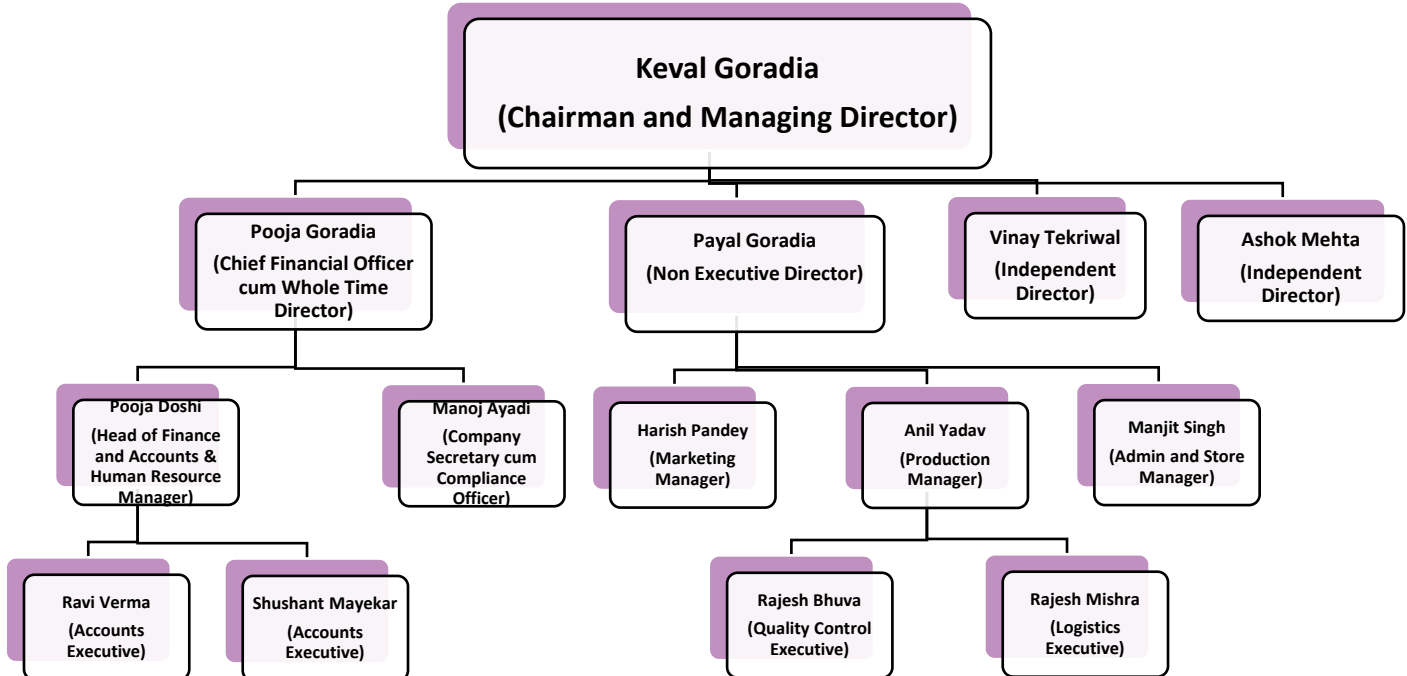 Keval Goradia
(Chairman and Managing Director)
Pooja Goradia
(Chief Financial Officer
cum Whole Time
Director)
Payal Goradia
(Non Executive Director)
Vinay Tekriwal
(Independent
Director)
Ashok Mehta
(Independent
Director)
Pooja Doshi
(Head of Finance
and Accounts &
Human Resource
Manager)
Manoj Ayadi
(Company
Secretary cum
Compliance
Officer)
Harish Pandey
(Marketing
Manager)
Anil Yadav
(Production
Manager)
Manjit Singh
(Admin and Store
Manager)
Ravi Verma
(Accounts
Executive)
Shushant Mayekar
(Accounts
Executive)
Rajesh Bhuva
(Quality Control
Executive)
Rajesh Mishra
(Logistics
Executive)